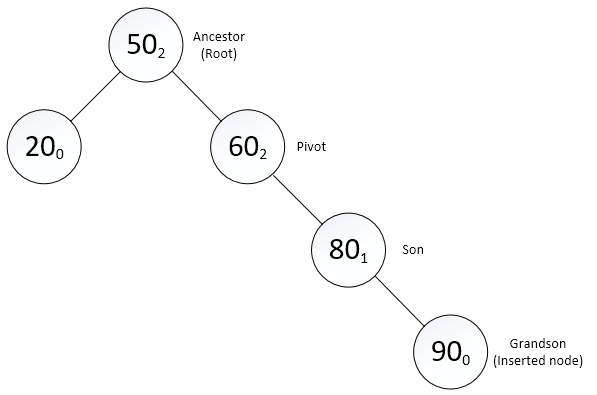 50₂
Ancestor
(Root)
20₀
60₂
Pivot
80₁
Son
90₀
Grandson
(Inserted node)